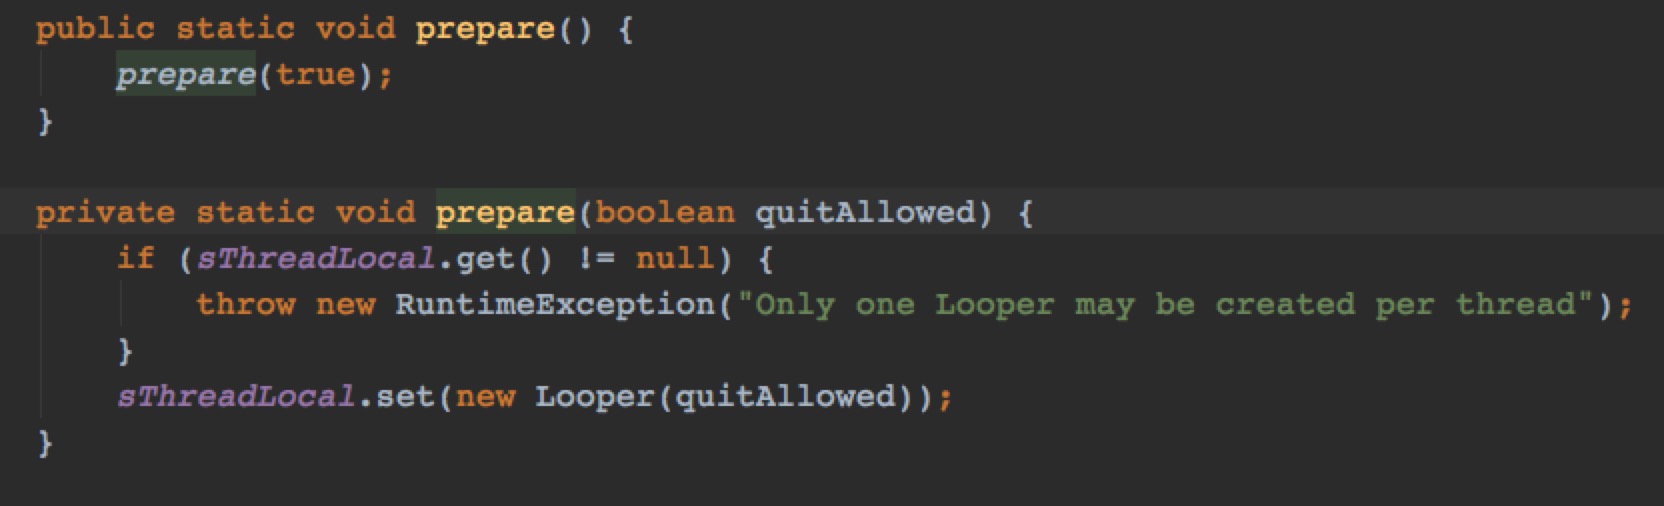 public static void prepare() {
    prepare(true);
}
private static void prepare(boolean quitAllowed) {
    if (sThreadLocal.get() != null) {
        throw new RuntimeException("Only one Looper may be created per thread");
    }
    sThreadLocal.set(new Looper(quitAllowed));
}